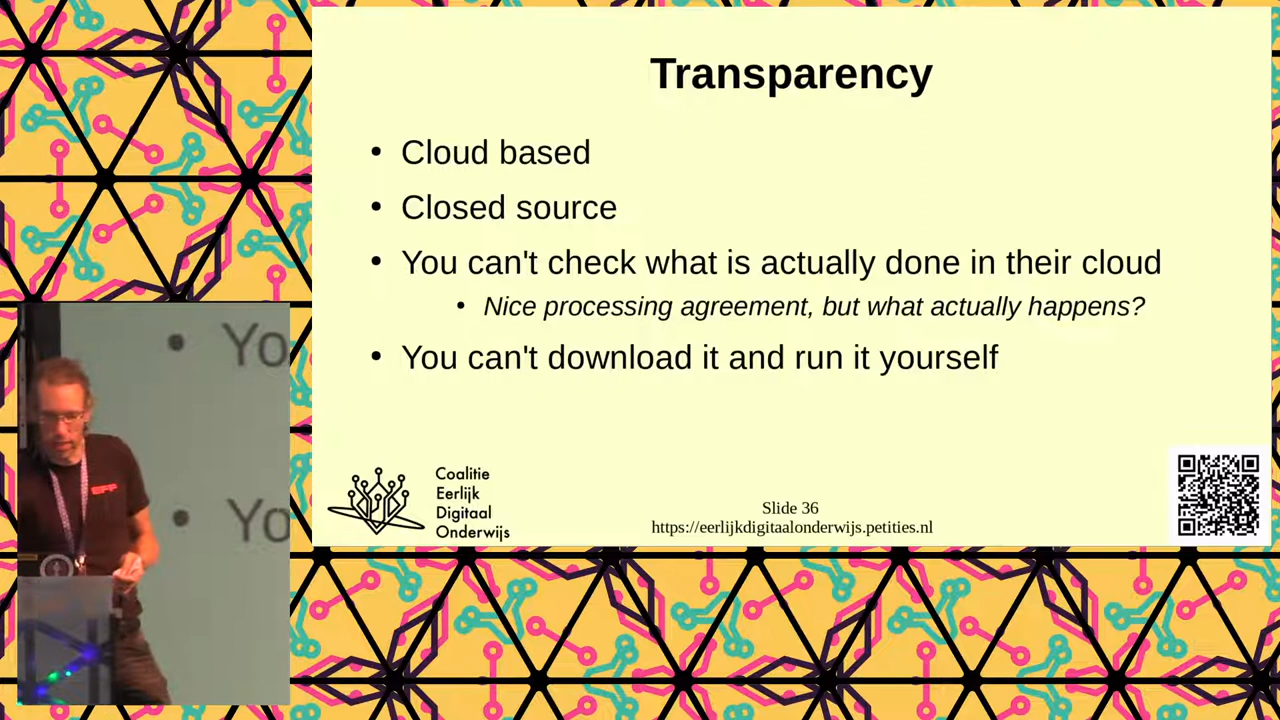 Transparency
• Cloud based
• Closed source
• You can't check what is actually done in their cloud
• Nice processing agreement, but what actually happens?
• You can't download it and run it yourself
Coalitie
Eerlijk
Digitaal
Onderwijs
Slide 36
https://eerlijkdigitaalonderwijs.petities.nl
• Yo
• Yo
EFF